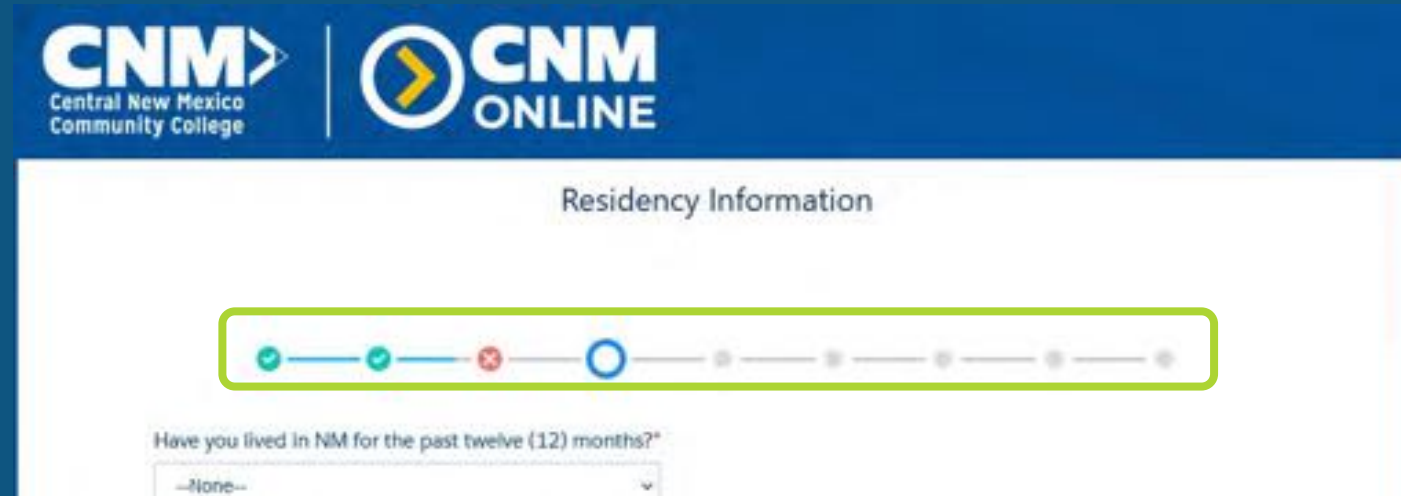 CNM
Central New Mexico
Community College
CNM
ONLINE
Residency Information
Have you lived in NM for the past twelve (12) months?*
--None--